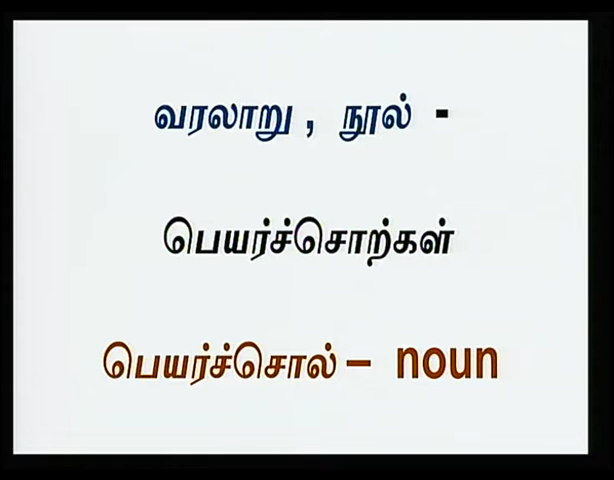 வரலாறு , நூல் -
பெயர்ச்சொற்கள்
பெயர்ச்சொல் – noun